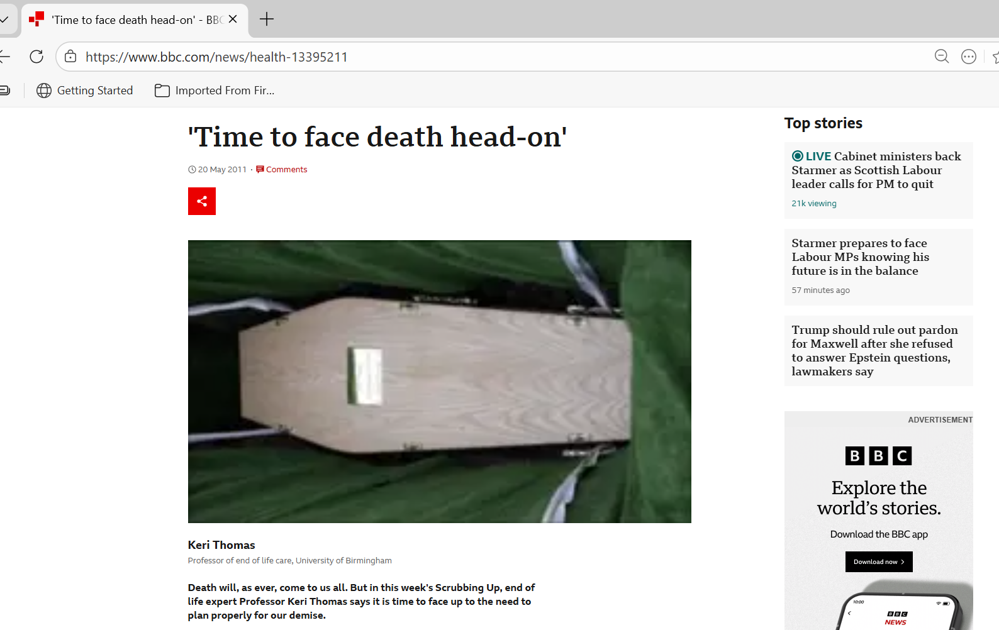 'Time to face death head-on' - BBC
https://www.bbc.com/news/health-13395211
Getting Started
Imported From Fir...
'Time to face death head-on'
20 May 2011 · Comments
Keri Thomas
Professor of end of life care, University of Birmingham
Death will, as ever, come to us all. But in this week's Scrubbing Up, end of
life expert Professor Keri Thomas says it is time to face up to the need to
plan properly for our demise.
Top stories
LIVE Cabinet ministers back
Starmer as Scottish Labour
leader calls for PM to quit
21k viewing
Starmer prepares to face
Labour MPs knowing his
future is in the balance
57 minutes ago
Trump should rule out pardon
for Maxwell after she refused
to answer Epstein questions,
lawmakers say
ADVERTISEMENT
BBC
Explore the
world's stories.
Download the BBC app
Download now
10:00
BBC
NEWS